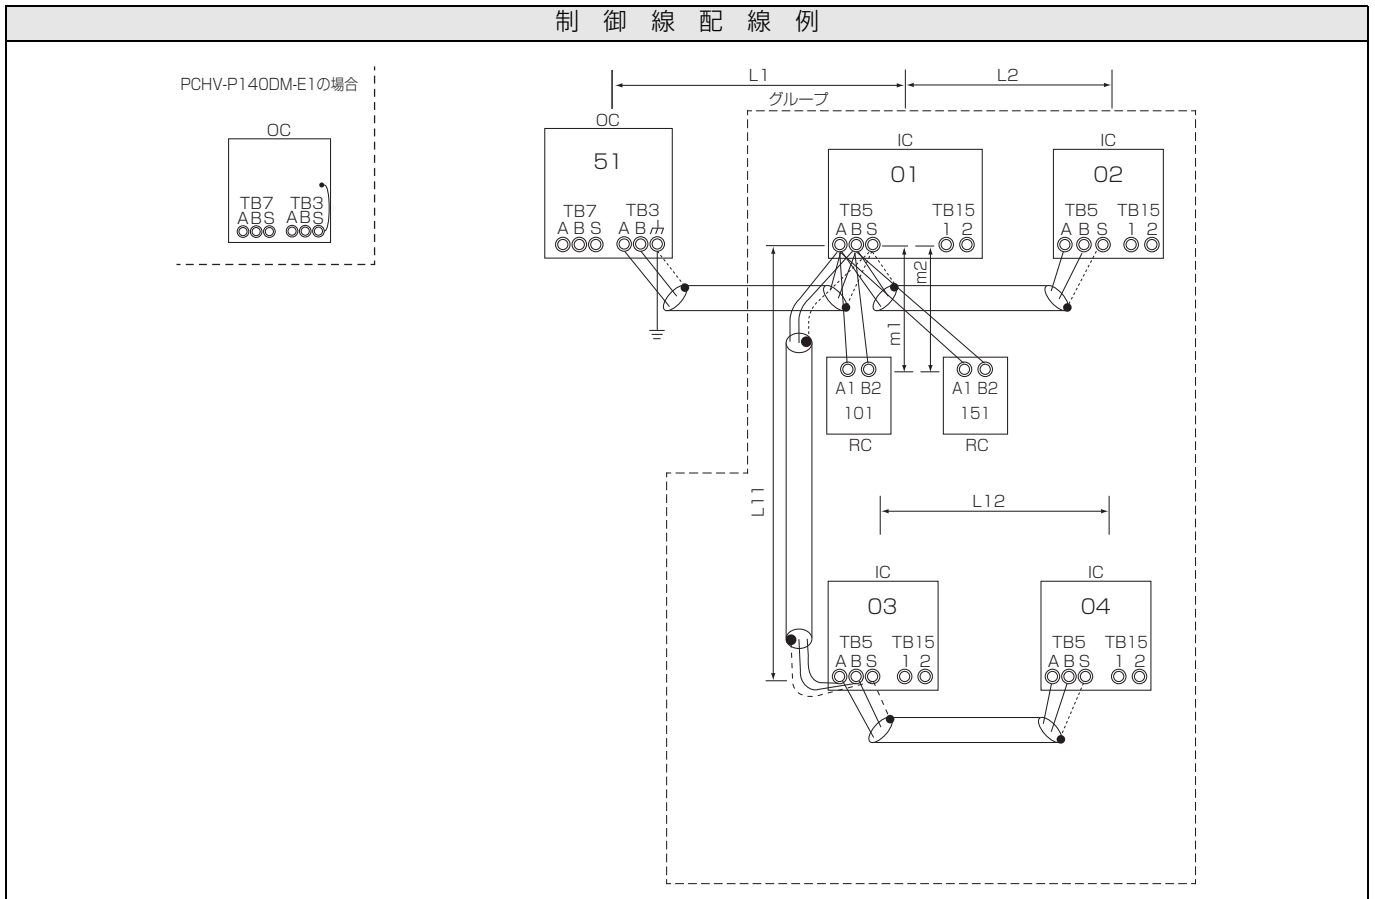 制御線配線例
PCHV-P140DM-E1の場合
OC
TB7 TB3
ABS ABS
L1 L2
グループ
OC
51
TB7 TB3
A B S A B
IC
01
TB5 TB15
A B S 1 2
IC
02
TB5 TB15
A B S 1 2
m2
m1
A1 B2
101
RC
A1 B2
151
RC
L11
L12
IC
03
TB5 TB15
A B S 1 2
IC
04
TB5 TB15
A B S 1 2